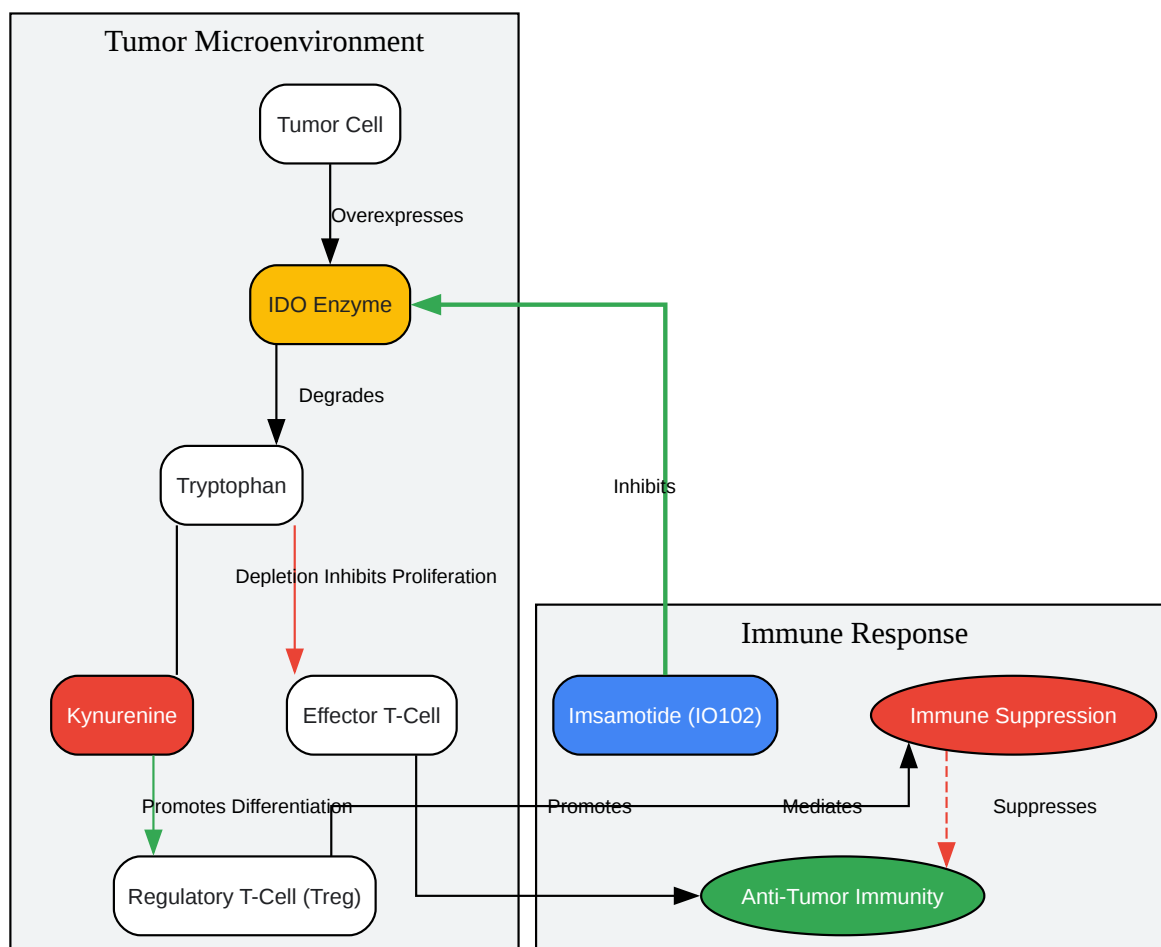 Tumor Microenvironment
Tumor Cell
Overexpresses
IDO Enzyme
Degrades
Tryptophan
Inhibits
Depletion Inhibits Proliferation
Immune Response
Kynurenine
Effector T-Cell
Imsamotide (IO102)
Immune Suppression
Promotes Differentiation
Promotes
Mediates
Suppresses
Regulatory T-Cell (Treg)
Anti-Tumor Immunity